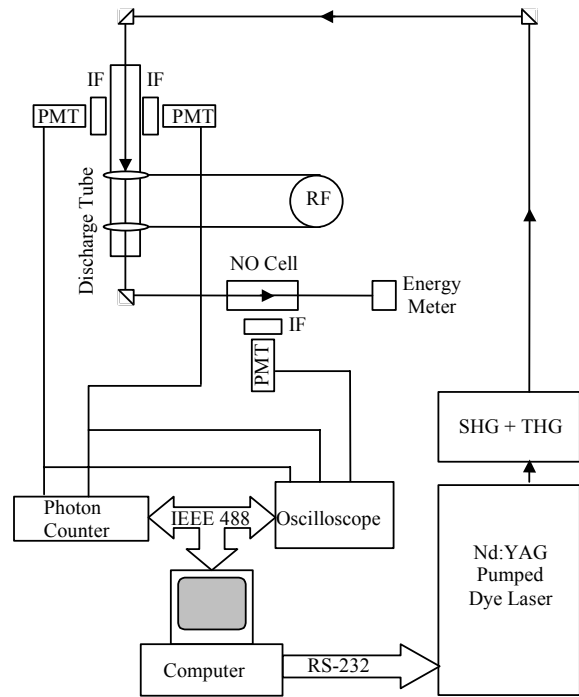 IF
IF
PMT
PMT
RF
Discharge Tube
NO Cell
Energy
Meter
IF
PMT
SHG + THG
Photon
Counter
IEEE 488
Oscilloscope
Nd:YAG
Pumped
Dye Laser
Computer
RS-232